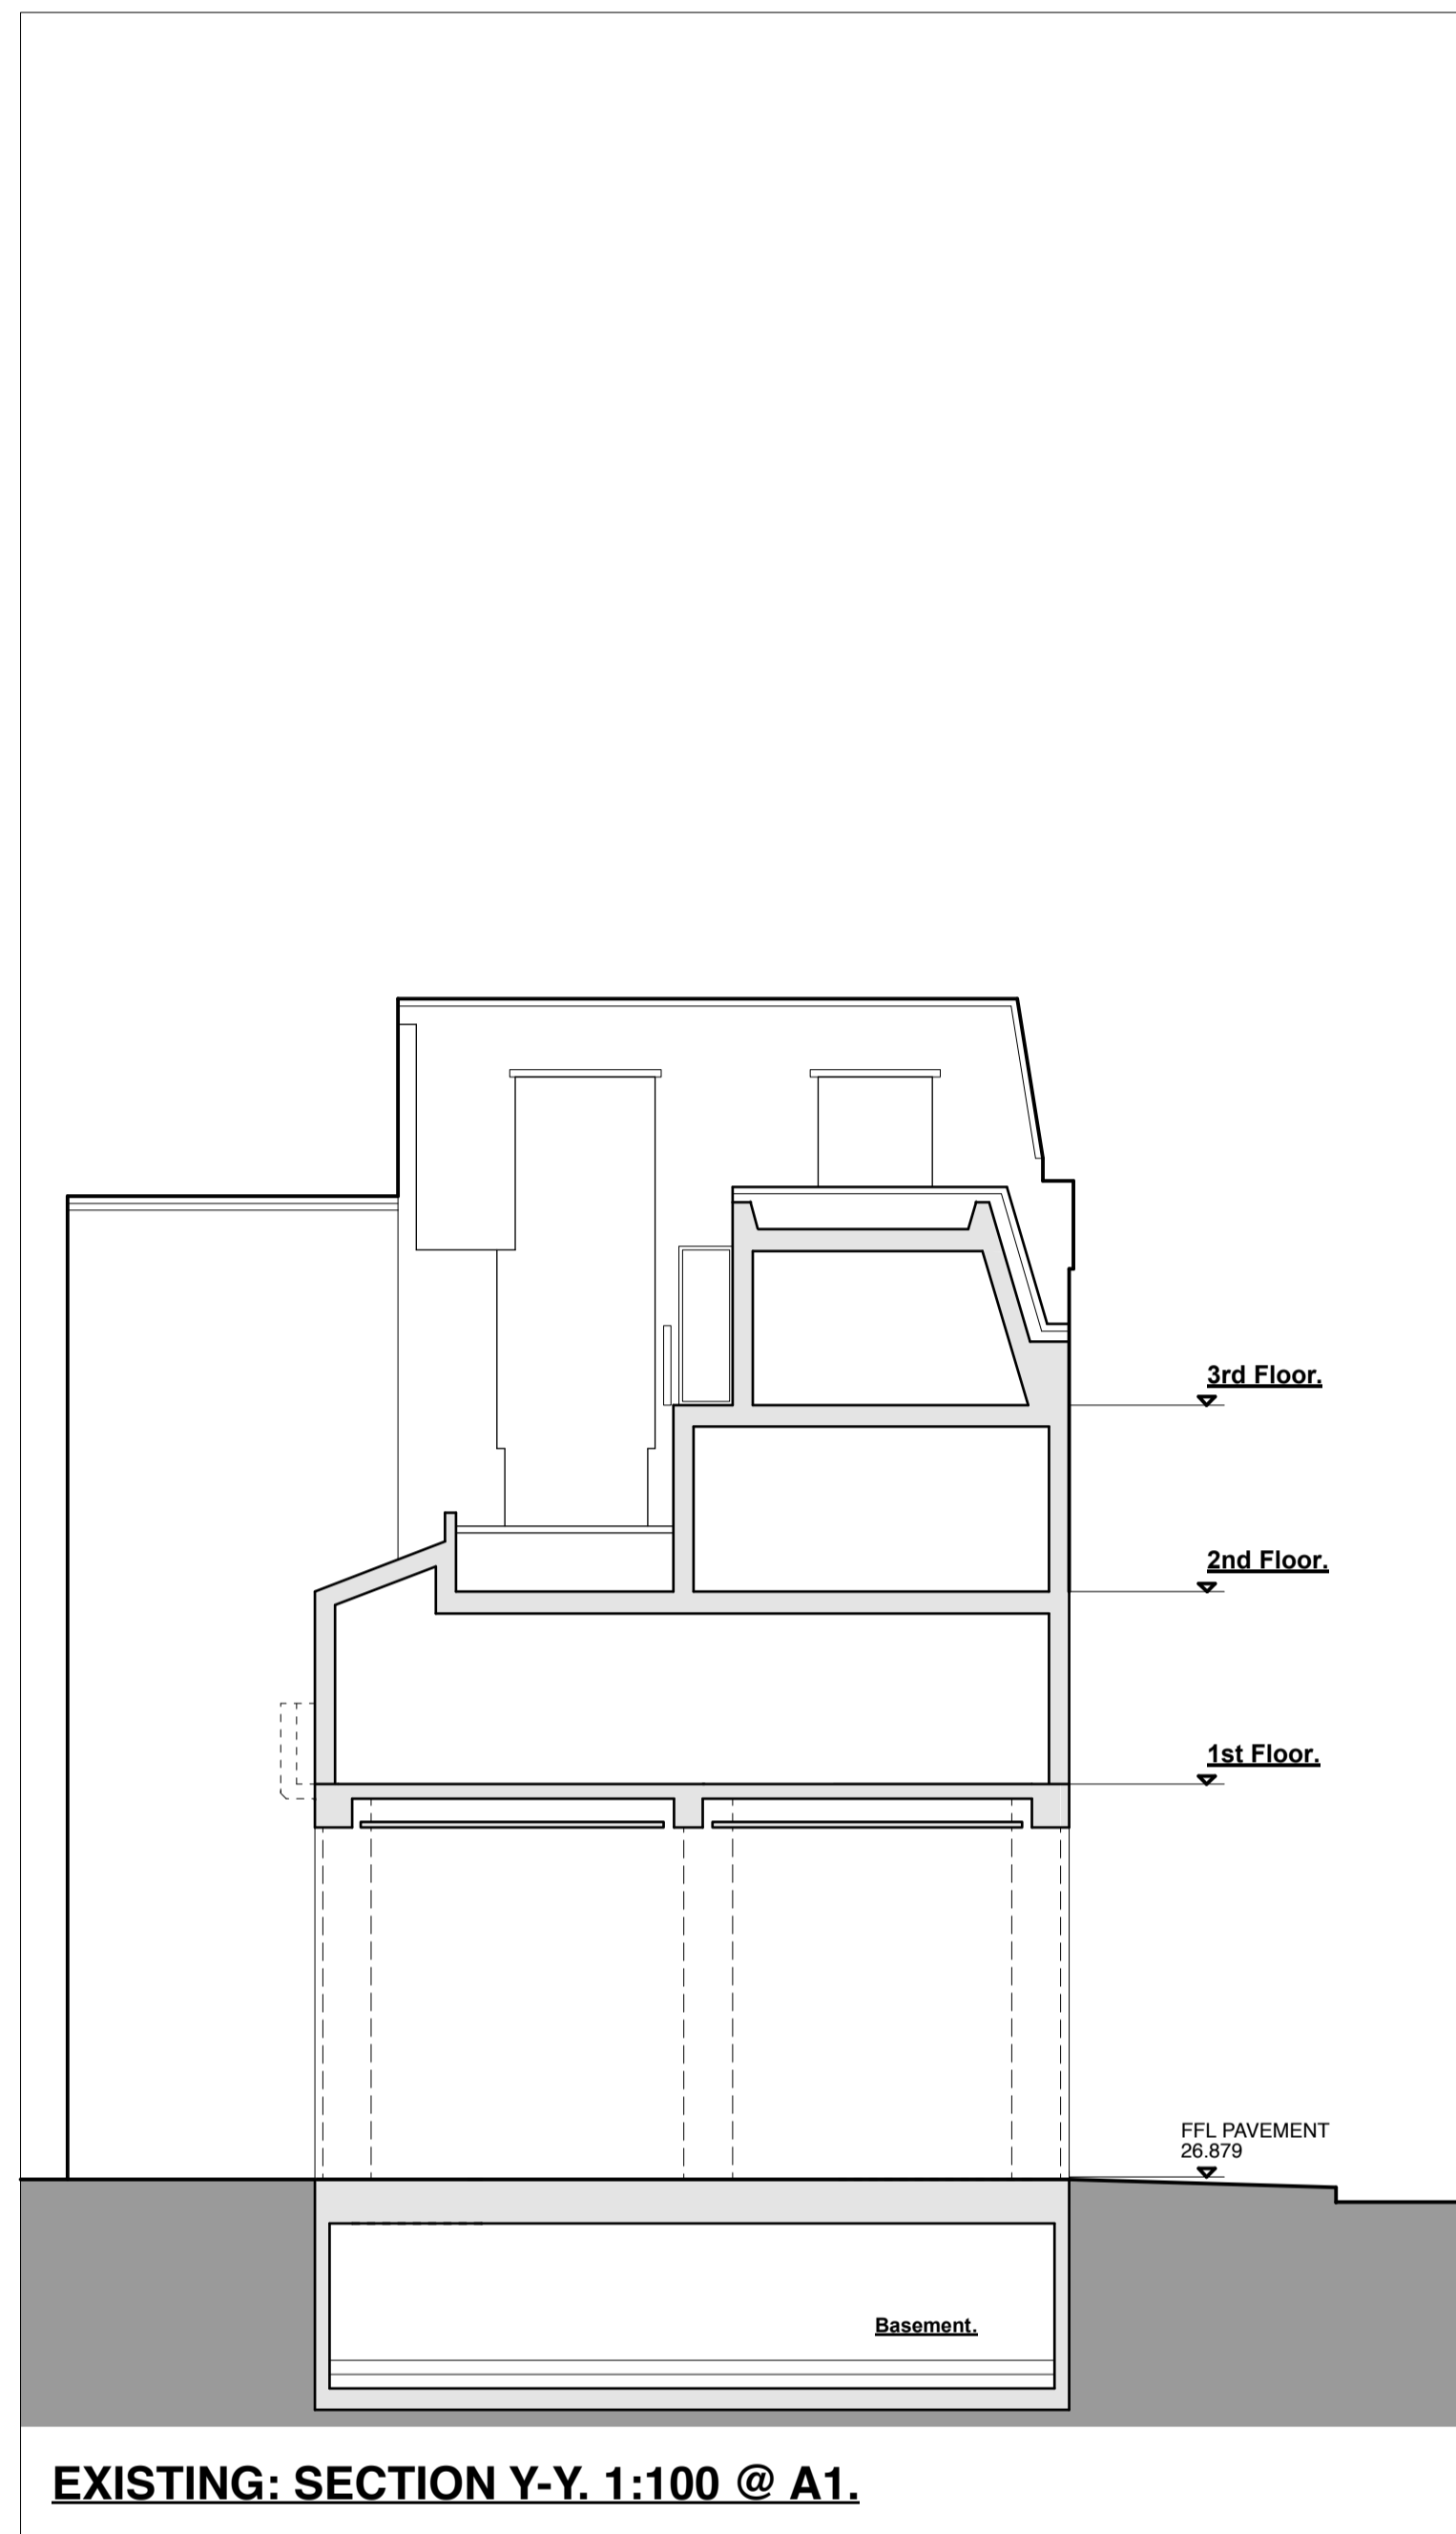 3rd Floor.
2nd Floor.
1st Floor.
FFL PAVEMENT
26.879
Basement.
EXISTING: SECTION Y-Y. 1:100 @ A1.